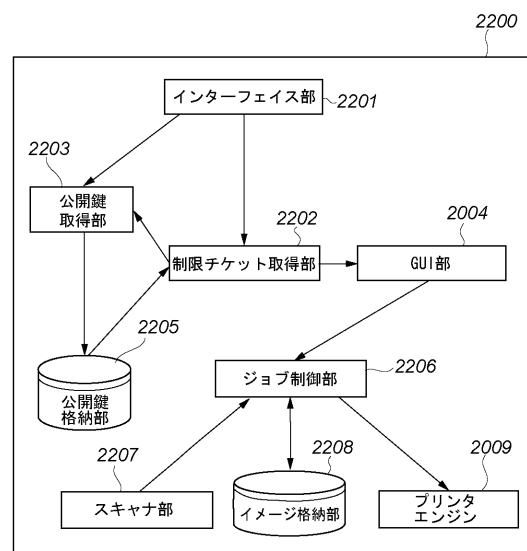 2200
インターフェイス部
2201
2203
公開鍵
取得部
2202
制限チケット取得部
2004
GUI部
2205
公開鍵
格納部
ジョブ制御部
2206
2207
スキャナ部
2208
イメージ格納部
2009
プリンタ
エンジン